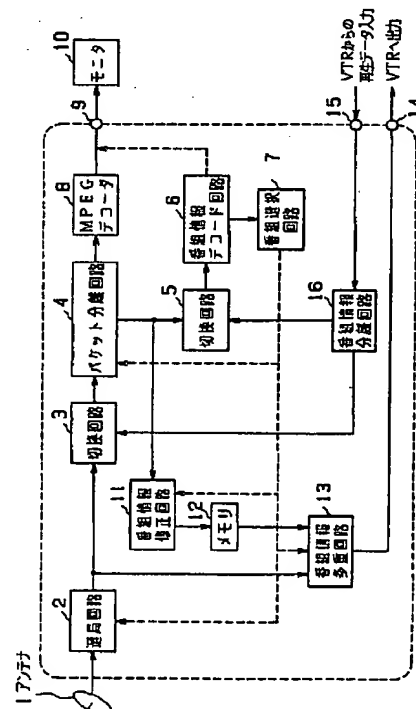 1 アンテナ
2
選局回路
3
切換回路
4
パケット分離回路
8
MPEG
デコーダ
9
10
モニタ
5
切換回路
6
番組情報
デコード回路
7
番組選択
回路
11
番組情報
修正回路
12
メモリ
13
番組情報
多重回路
16
番組情報
分離回路
15
VTRからの
再生データ入力
VTRへ出力
14